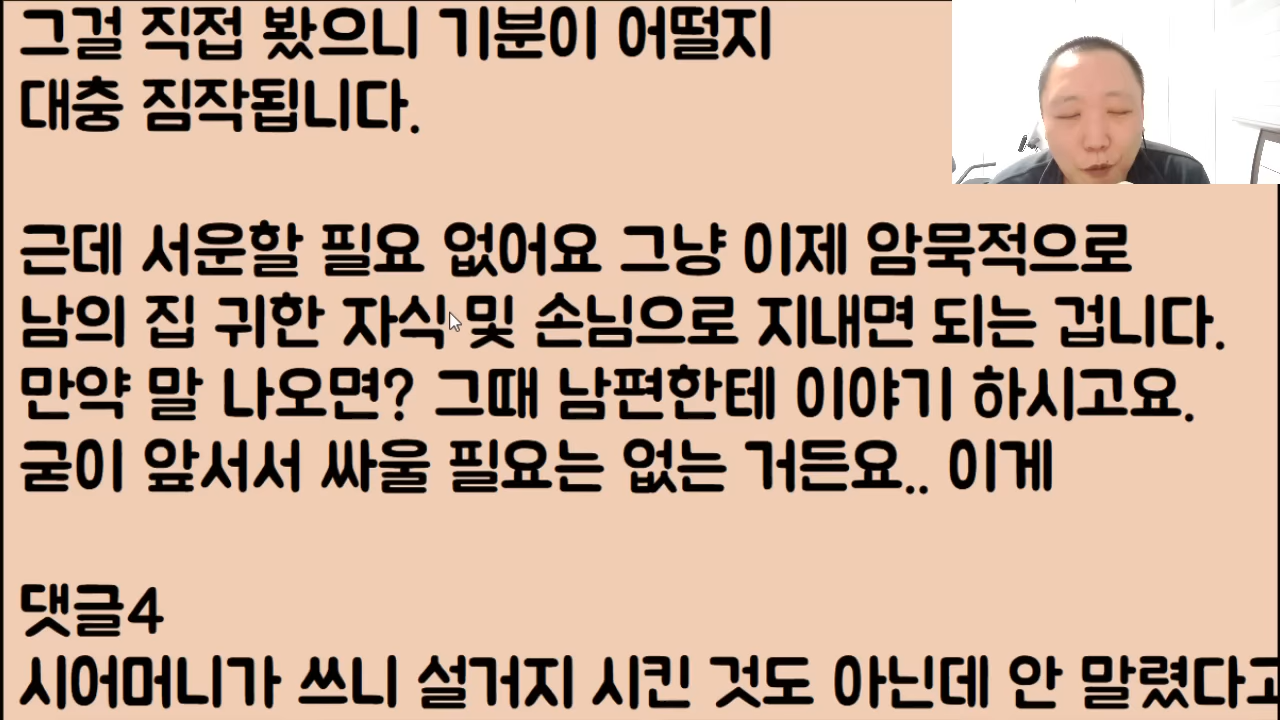 그걸 직접 봤으니 기분이 어떨지
대충 짐작됩니다.
근데 서운할 필요 없어요 그냥 이제 암묵적으로
남의 집 귀한 자식 및 손님으로 지내면 되는 겁니다.
만약 말 나오면? 그때 남편한테 이야기 하시고요.
굳이 앞서서 싸울 필요는 없는 거든요.. 이게
댓글4
시어머니가 쓰니 설거지 시킨 것도 아닌데 안 말렸다고